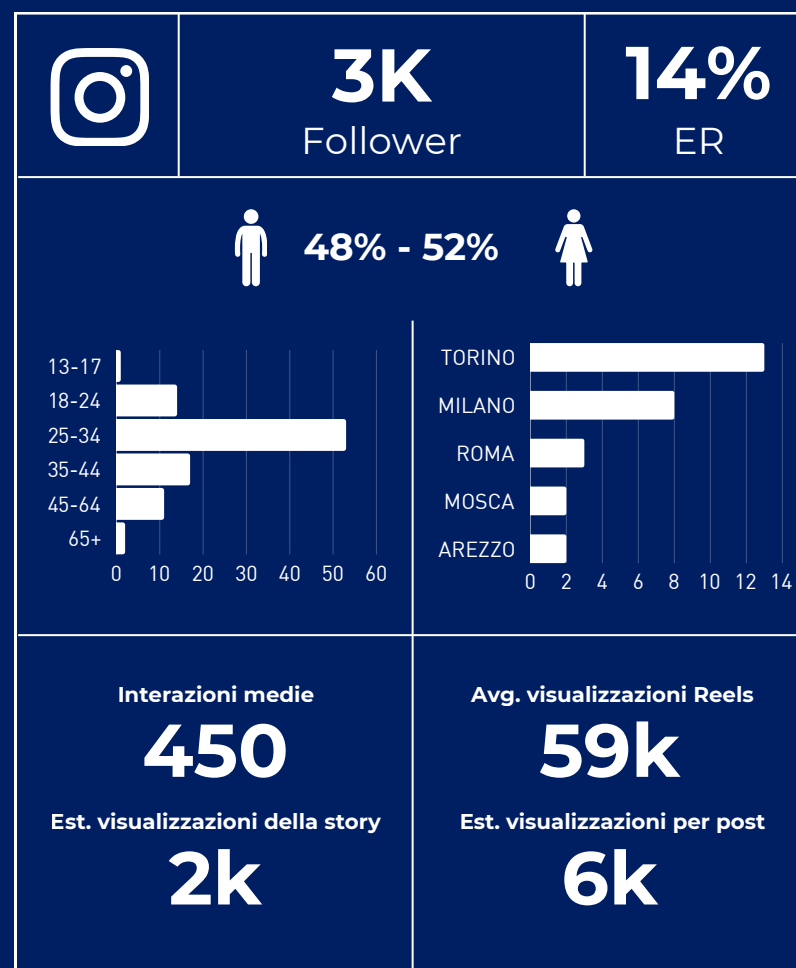 3K
Follower
14%
ER
48% - 52%
13-17
18-24
25-34
35-44
45-64
65+
0 10 20 30 40 50 60
TORINO
MILANO
ROMA
MOSCA
AREZZO
0 2 4 6 8 10 12 14
Interazioni medie
450
Est. visualizzazioni della story
2k
Avg. visualizzazioni Reels
59k
Est. visualizzazioni per post
6k